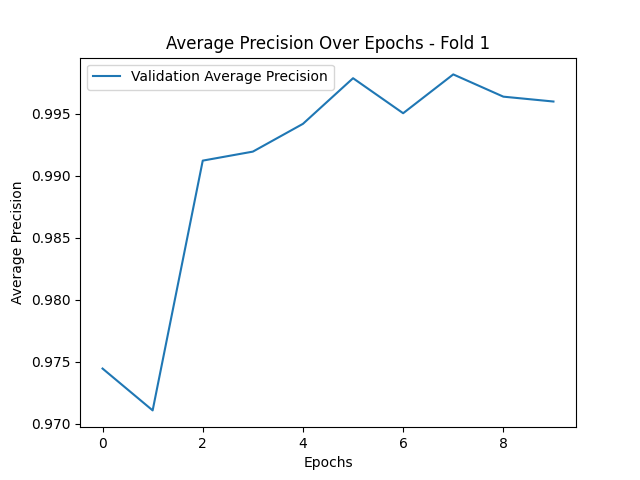 Average Precision Over Epochs - Fold 1
Validation Average Precision
Average Precision
0.995
0.990
0.985
0.980
0.975
0.970
0 2 4 6 8
Epochs